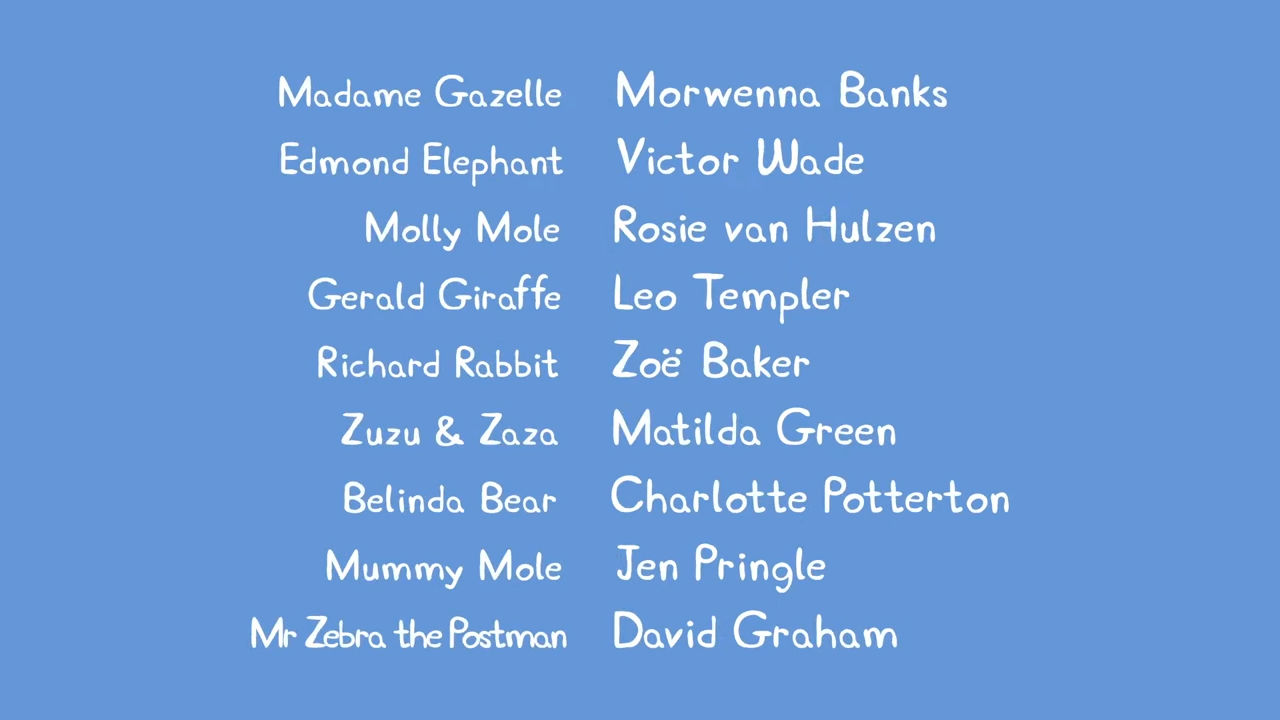 Madame Gazelle Morwenna Banks
Edmond Elephant Victor Wade
Molly Mole Rosie van Hulzen
Gerald Giraffe Leo Templer
Richard Rabbit Zoë Baker
Zuzu & Zaza Matilda Green
Belinda Bear Charlotte Potterton
Mummy Mole Jen Pringle
Mr Zebra the Postman David Graham